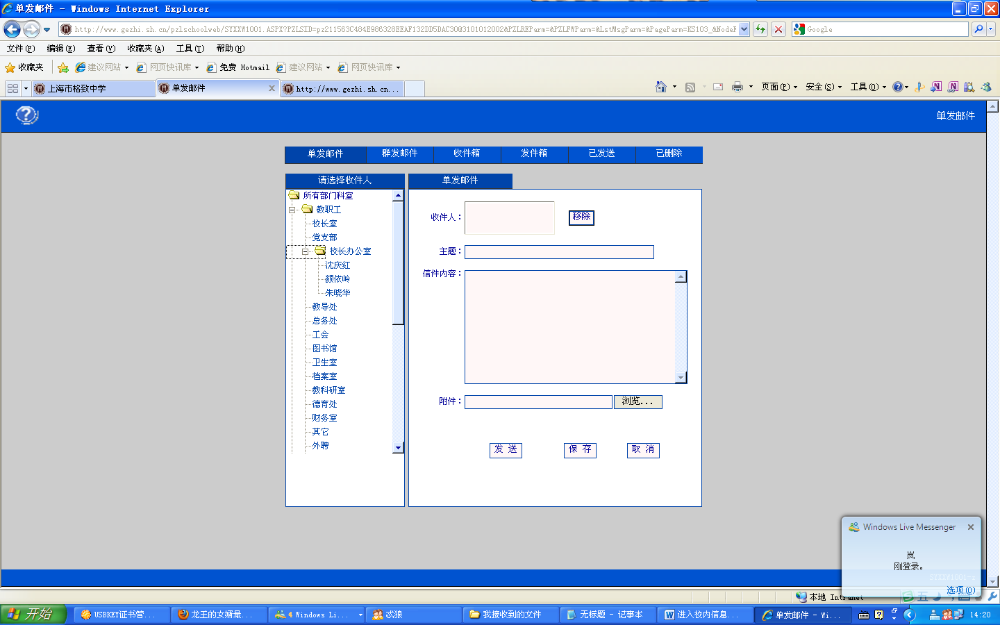 单发邮件 - Windows Internet Explorer
http://www.gezhi.sh.cn/pzlschoolweb/SYXXW1001.ASPX?PZLSID=pz211563C484E986328EEAF132DD5DAC30@3101012002&PZLREParm=&PZLFWParm=&LstMsgParm=&PageParm=KS103_&NodeF
Google
文件(F) 编辑(E) 查看(V) 收藏夹(A) 工具(T) 帮助(H)
收藏夹 建议网站 网页快讯库 免费 Hotmail 建议网站 网页快讯库
上海市格致中学 单发邮件 http://www.gezhi.sh.cn... 页面(P) 安全(S) 工具(O)
单发邮件
单发邮件 群发邮件 收件箱 发件箱 已发送 已删除
请选择收件人
所有部门科室
教职工
校长室
党支部
校长办公室
沈庆红
颜依岭
朱晓华
教导处
总务处
工会
图书馆
卫生室
档案室
教科研室
德育处
财务室
其它
外聘
单发邮件
收件人：
移除
主题：
信件内容：
附件：
浏览...
发 送 保 存 取 消
Windows Live Messenger
岚
刚登录。
选项(O)
本地 Intranet
开始 USBKEY证书管... 龙王的女婿最... 4 Windows Li... 忒狼 我接收到的文件 无标题 - 记事本 进入校内信息... 单发邮件 - Wi... 14:20